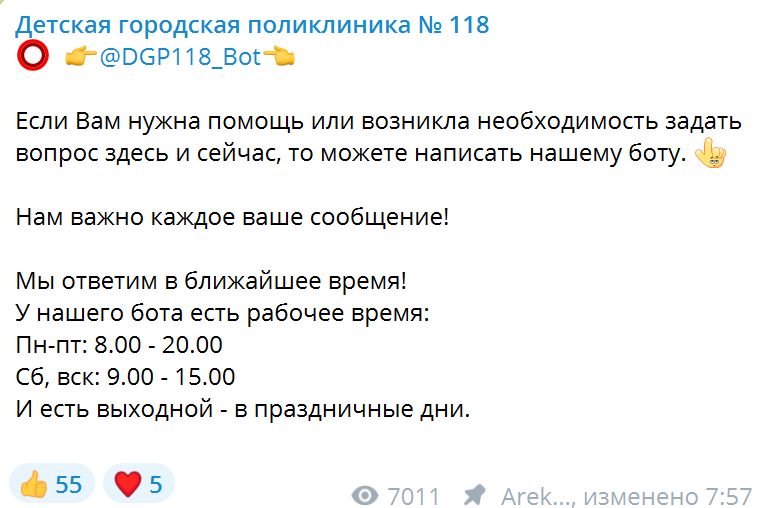 Детская городская поликлиника № 118
⭕ 👉@DGP118_Bot👈
Если Вам нужна помощь или возникла необходимость задать
вопрос здесь и сейчас, то можете написать нашему боту. 👆
Нам важно каждое ваше сообщение!
Мы ответим в ближайшее время!
У нашего бота есть рабочее время:
Пн-пт: 8.00 - 20.00
Сб, вск: 9.00 - 15.00
И есть выходной - в праздничные дни.
👍 55 ❤️ 5
7011 Arek..., изменено 7:57